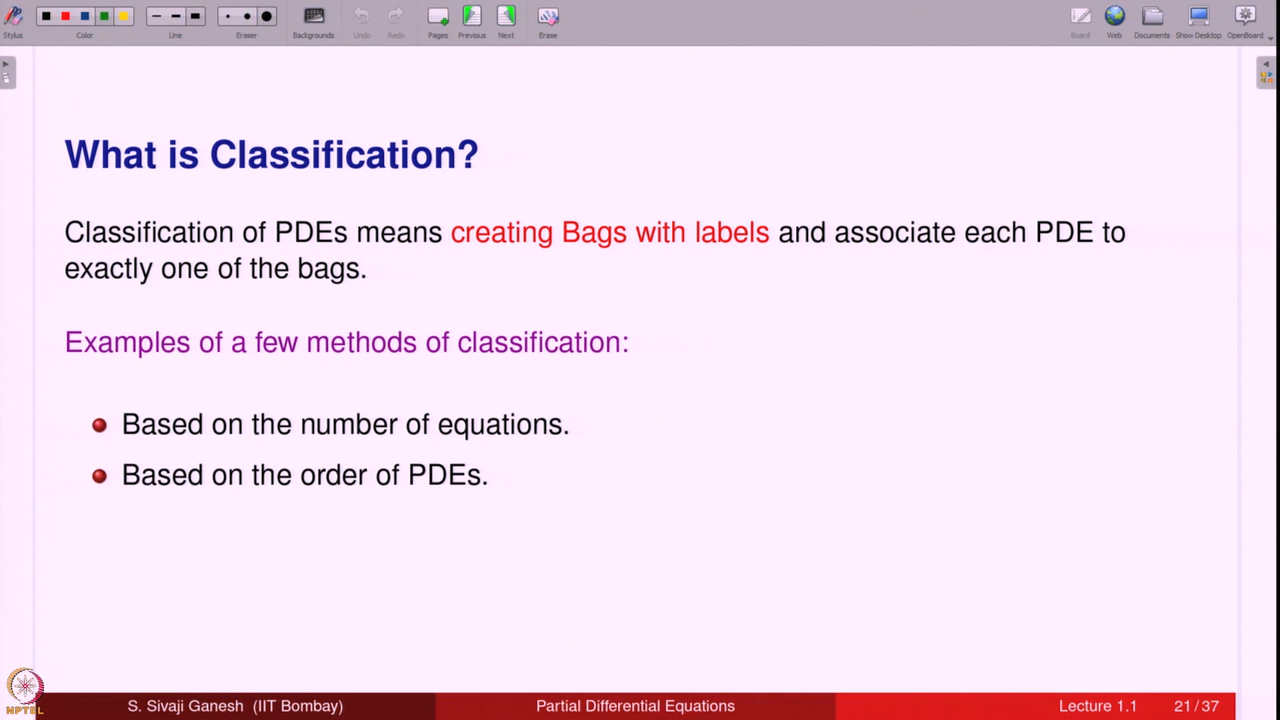 Stylus Color Line Eraser Backgrounds Undo Redo Pages Previous Next Erase Board Web Documents Show Desktop OpenBoard
What is Classification?
Classification of PDEs means creating Bags with labels and associate each PDE to
exactly one of the bags.
Examples of a few methods of classification:
Based on the number of equations.
Based on the order of PDEs.
NPTEL
S. Sivaji Ganesh (IIT Bombay) Partial Differential Equations Lecture 1.1 21/37